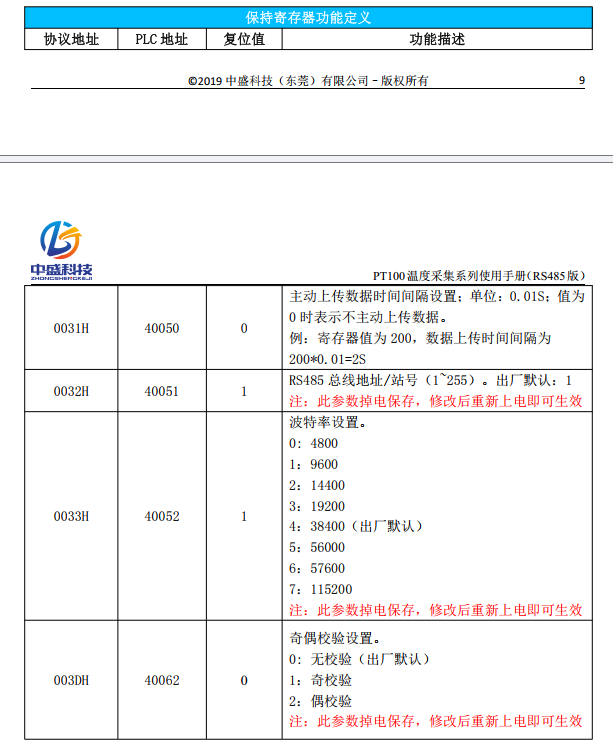 保持寄存器功能定义
协议地址 PLC 地址 复位值 功能描述
©2019 中盛科技（东莞）有限公司 - 版权所有 9
中盛科技
ZHONGSHENGKEJI
PT100 温度采集系列使用手册(RS485 版)
0031H 40050 0 主动上传数据时间间隔设置；单位：0.01S；值为
0 时表示不主动上传数据。
例：寄存器值为 200，数据上传时间间隔为
200*0.01=2S
0032H 40051 1 RS485 总线地址/站号（1~255）。出厂默认：1
注：此参数掉电保存，修改后重新上电即可生效
0033H 40052 1 波特率设置。
0: 4800
1: 9600
2: 14400
3: 19200
4: 38400（出厂默认）
5: 56000
6: 57600
7: 115200
注：此参数掉电保存，修改后重新上电即可生效
003DH 40062 0 奇偶校验设置。
0: 无校验（出厂默认）
1: 奇校验
2: 偶校验
注：此参数掉电保存，修改后重新上电即可生效